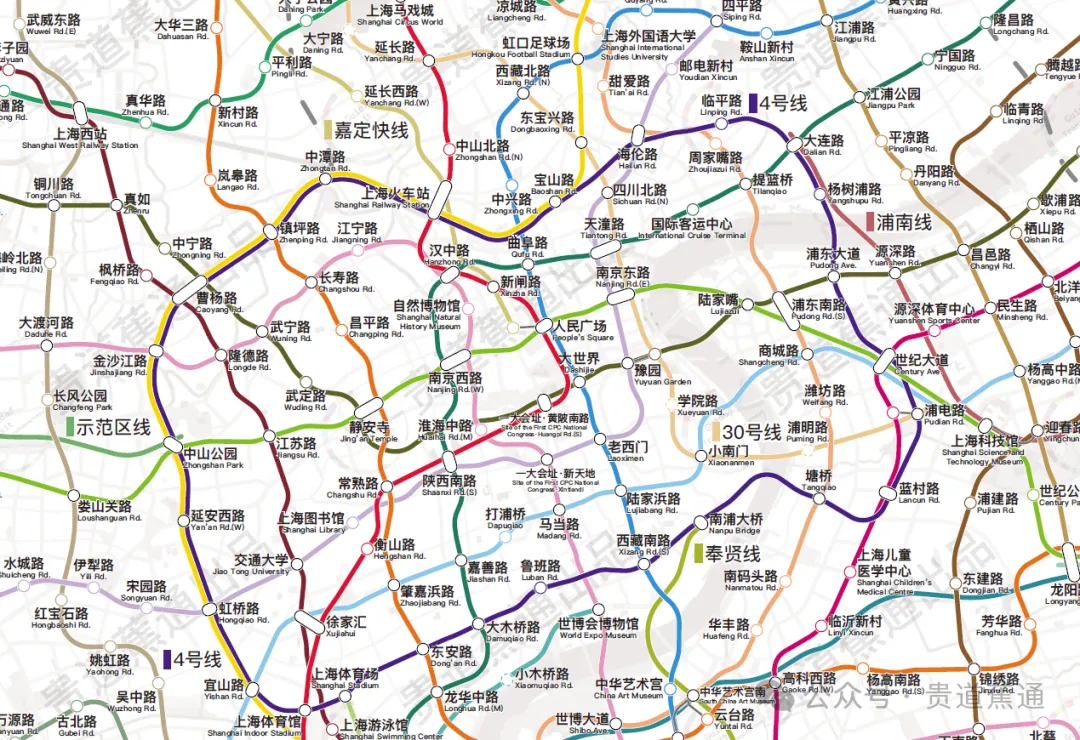 武威东路
Wuwei Rd.(E)
大华三路
Dahuasan Rd.
Daning Park
大宁路
Daning Rd.
平利路
Pingli Rd.
上海马戏城
Shanghai Circus World
延长路
Yanchang Rd.
延长西路
Yanchang Rd.(W)
凉城路
Liangcheng Rd.
虹口足球场
Hongkou Football Stadium
西藏北路
Xizang Rd. (N)
东宝兴路
Dongbaoxing Rd.
上海外国语大学
Shanghai International
Studies University
甜爱路
Tian'ai Rd.
邮电新村
Youdian Xincun
四平路
Siping Rd.
鞍山新村
Anshan Xincun
江浦路
Jiangpu Rd.
Huangxing Rd.
隆昌路
Longchang Rd.
宁国路
Ningguo Rd.
腾越路
临青路
Linqing Rd.
江浦公园
Jiangpu Park
平凉路
Pingliang Rd.
丹阳路
Danyang Rd.
临平路
Linping Rd.
4号线
大连路
Dalian Rd.
杨树浦路
Yangshupu Rd.
浦南线
歇浦路
Xiepu Rd.
栖山路
Qishan Rd.
真华路
Zhenhua Rd.
新村路
Xincun Rd.
上海西站
Shanghai West Railway Station
嘉定快线
中山北路
Zhongshan Rd.(N)
中潭路
Zhongtan Rd.
岚皋路
Langao Rd.
铜川路
Tongchuan Rd.
真如
Zhenru
上海火车站
Shanghai Railway Station
中兴路
Zhongxing Rd.
宝山路
Baoshan Rd.
海伦路
Hailun Rd.
周家嘴路
Zhoujiazui Rd.
提篮桥
Tilanqiao
四川北路
Sichuan Rd.(N)
天潼路
Tiantong Rd.
国际客运中心
International Cruise Terminal
中宁路
Zhongning Rd.
镇坪路
Zhenping Rd.
江宁路
Jiangning Rd.
汉中路
Hanzhong Rd.
曲阜路
Qufu Rd.
新闸路
Xinzha Rd.
南京东路
Nanjing Rd.(E)
浦东大道
Pudong Ave.
源深路
Yuanshen Rd.
昌邑路
Changyi Rd.
枫桥路
Fengqiao Rd.
曹杨路
Caoyang Rd.
长寿路
Changshou Rd.
自然博物馆
Shanghai Natural
History Museum
陆家嘴
Lujiazui
浦东南路
Pudong Rd.(S)
源深体育中心
Yuanshen Sports Center
民生路
Minsheng Rd.
大渡河路
Daduhe Rd.
武宁路
Wuning Rd.
昌平路
Changping Rd.
人民广场
People's Square
金沙江路
Jinshajiang Rd.
隆德路
Longde Rd.
大世界
Dashijie
豫园
Yuyuan Garden
商城路
Shangcheng Rd.
世纪大道
Century Ave.
杨高中路
长风公园
Changfeng Park
武定路
Wuding Rd.
南京西路
Nanjing Rd.(W)
学院路
Xueyuan Rd.
潍坊路
Weifang Rd.
浦电路
Pudian Rd.
示范区线
静安寺
Jing'an Temple
淮海中路
Huaihai Rd.(M)
一大会址·黄陂南路
Site of the First CPC National
Congress·Huangpi Rd.(S)
30号线
浦明路
Puming Rd.
上海科技馆
Shanghai Science and
Technology Museum
江苏路
Jiangsu Rd.
中山公园
Zhongshan Park
老西门
Laoximen
小南门
Xiaonanmen
常熟路
Changshu Rd.
陕西南路
Shaanxi Rd.(S)
一大会址·新天地
Site of the First CPC National
Congress·Xintiandi
塘桥
Tangqiao
蓝村路
Lancun Rd.
娄山关路
Loushanguan Rd.
延安西路
Yan'an Rd.(W)
上海图书馆
Shanghai Library
打浦桥
Dapuqiao
马当路
Madang Rd.
陆家浜路
Lujiabang Rd.
南浦大桥
Nanpu Bridge
浦建路
Pujian Rd.
衡山路
Hengshan Rd.
西藏南路
Xizang Rd.(S)
奉贤线
上海儿童
医学中心
Shanghai Children's
Medical Centre
水城路
Shuicheng Rd.
伊犁路
Yili Rd.
交通大学
Jiao Tong University
嘉善路
Jiashan Rd.
鲁班路
Luban Rd.
南码头路
Nanmatou Rd.
东建路
Dongjian Rd.
宋园路
Songyuan Rd.
红宝石路
Hongbaoshi Rd.
虹桥路
Hongqiao Rd.
肇嘉浜路
Zhaojiabang Rd.
徐家汇
Xujiahui
大木桥路
Damuqiao Rd.
世博会博物馆
World Expo Museum
华丰路
Huafeng Rd.
临沂新村
Linyi Xincun
芳华路
Fanghua Rd.
姚虹路
Yaohong Rd.
4号线
东安路
Dong'an Rd.
宜山路
Yishan Rd.
上海体育场
Shanghai Stadium
小木桥路
Xiaomuqiao Rd.
中华艺术宫
China Art Museum
中华艺术宫南
South China Art Museum
高科西路
Gaoke Rd.(W)
杨高南路
Yanggao Rd.(S)
锦绣路
Jinxiu Rd.
吴中路
Wuzhong Rd.
古北路
Gubei Rd.
上海体育馆
Shanghai Indoor Stadium
上海游泳馆
Shanghai Swimming Center
龙华中路
Longhua Rd.(M)
世博大道
Shibo Ave.
云台路
Yuntai Rd.
公众号 贵道焦通
北蔡